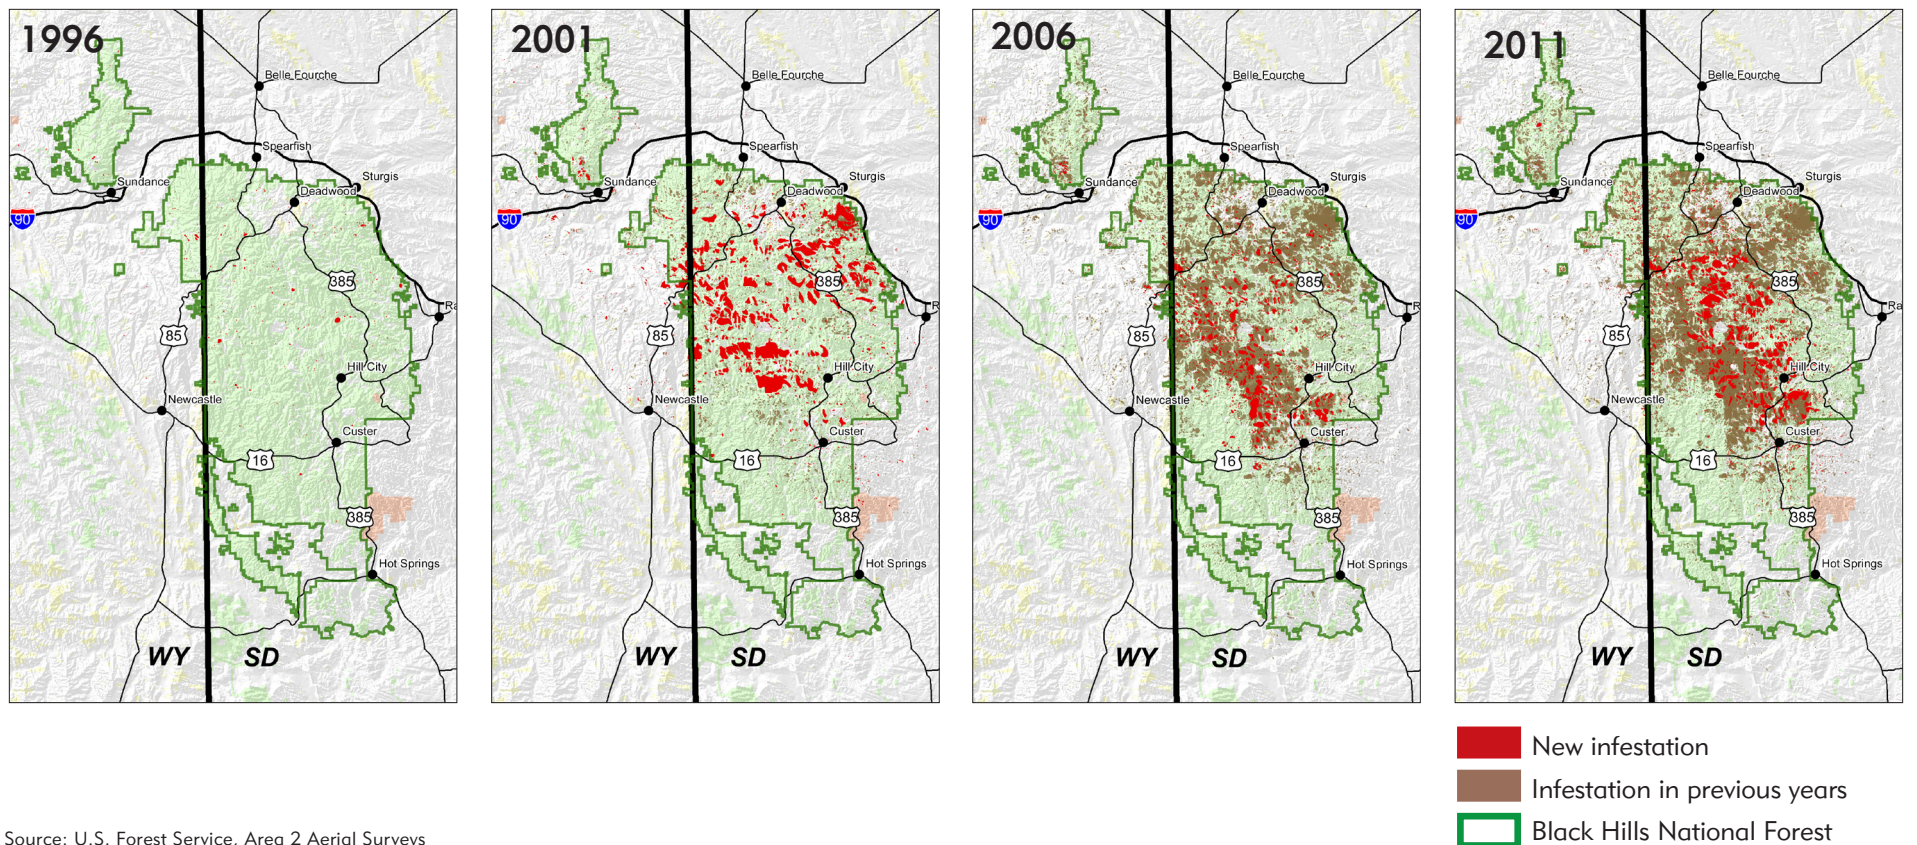 1996
Belle Fourche
Spearfish
Sturgis
Sundance
Deadwood
90
385
Ra
85
Hill City
Newcastle
Custer
16
385
Hot Springs
WY
SD
2001
Belle Fourche
Spearfish
Sturgis
Sundance
Deadwood
90
385
R
85
Hill City
Newcastle
Custer
16
385
Hot Springs
WY
SD
2006
Belle Fourche
Spearfish
Sturgis
Sundance
Deadwood
90
385
R
85
Hill City
Newcastle
Custer
16
385
Hot Springs
WY
SD
2011
Belle Fourche
Spearfish
Sturgis
Sundance
Deadwood
90
385
Ra
85
Hill City
Newcastle
Custer
16
385
Hot Springs
WY
SD
New infestation
Infestation in previous years
Black Hills National Forest
Source: U.S. Forest Service, Area 2 Aerial Surveys